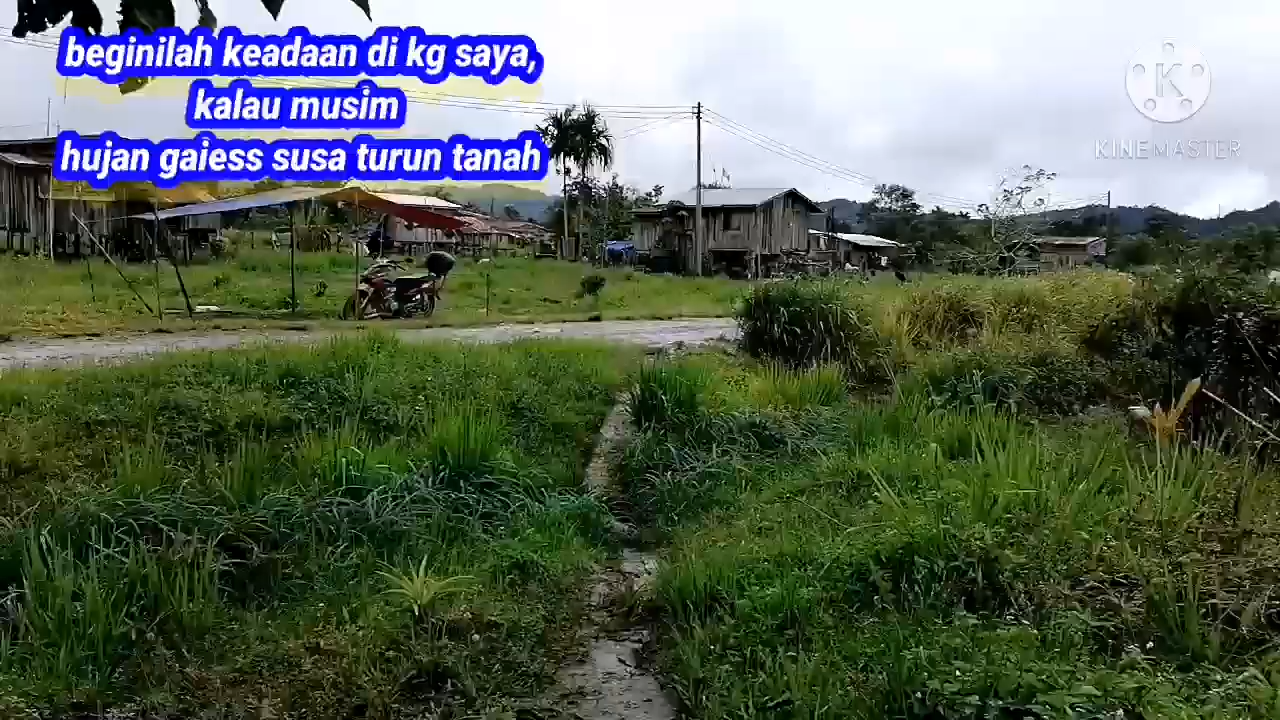 beginilah keadaan di kg saya,
kalau musim
hujan gaiess susa turun tanah
K
KINEMASTER